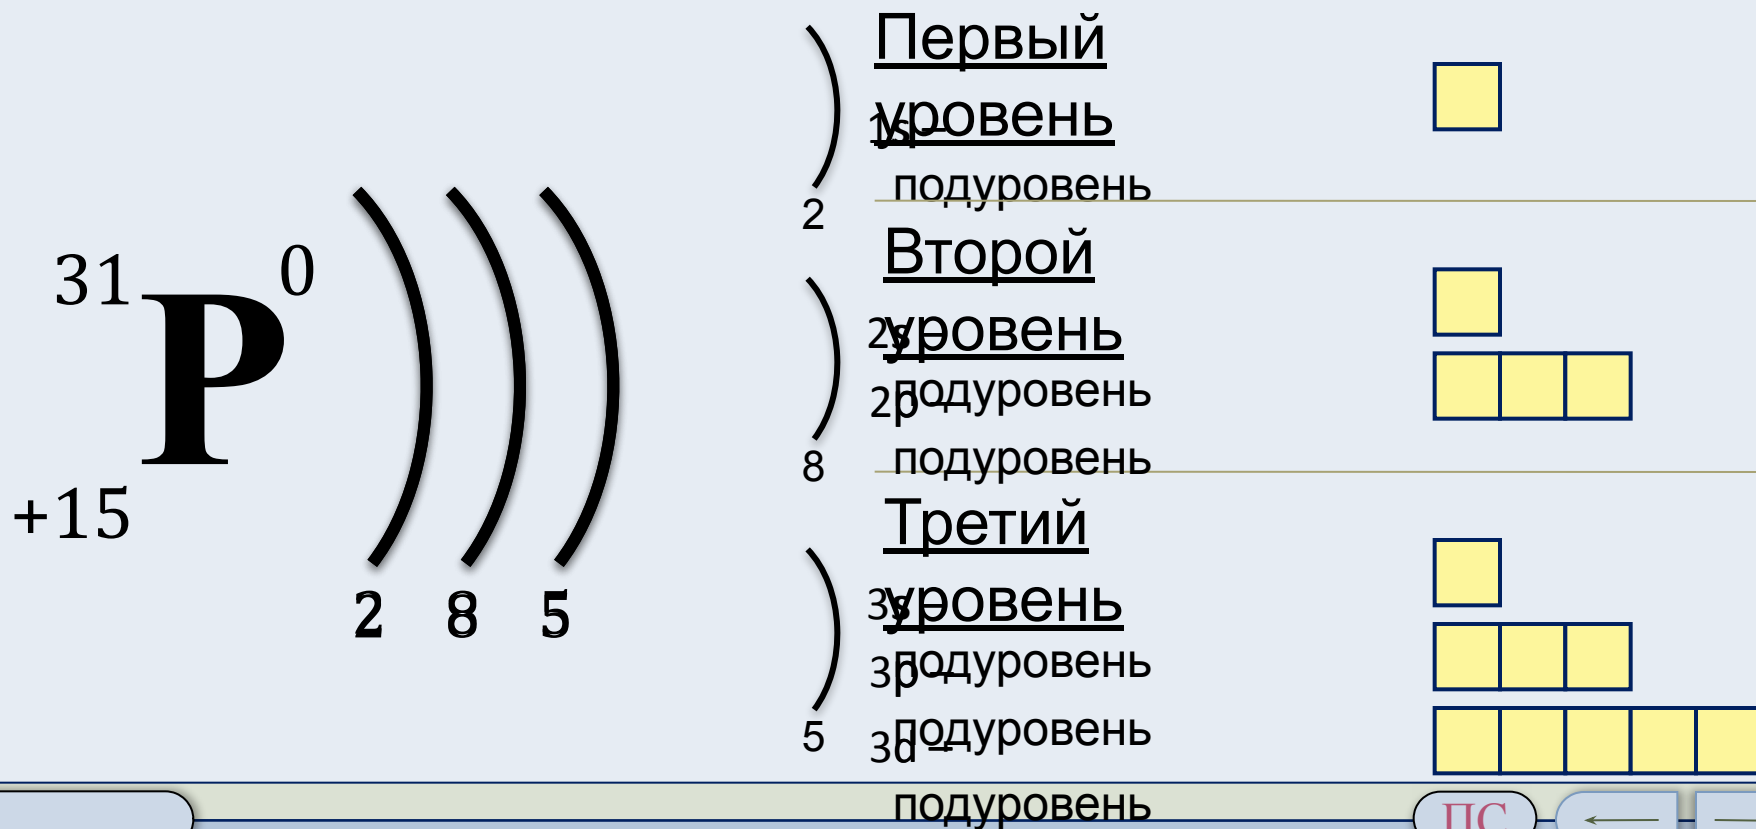 31
P
0
+15
2 8 5
Первый
уровень
1s –
подуровень
2
Второй
уровень
2s –
подуровень
2p –
подуровень
8
Третий
уровень
3s –
подуровень
3p –
подуровень
3d –
подуровень
5
ПС